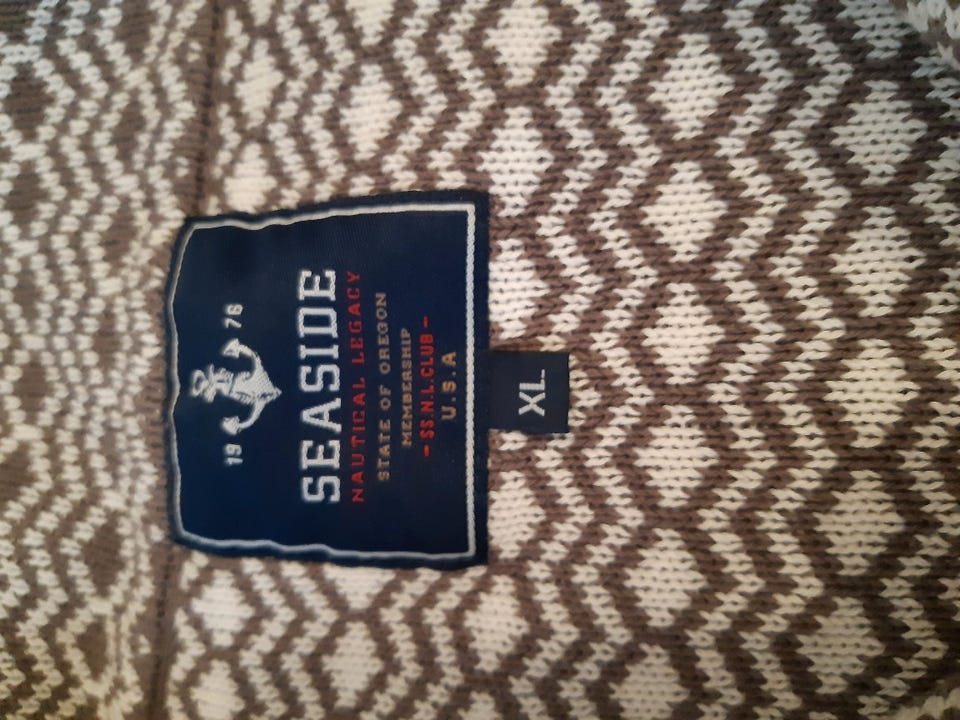 19 76
SEASIDE
NAUTICAL LEGACY
STATE OF OREGON
MEMBERSHIP
-SS.N.L.CLUB-
U.S.A
XL